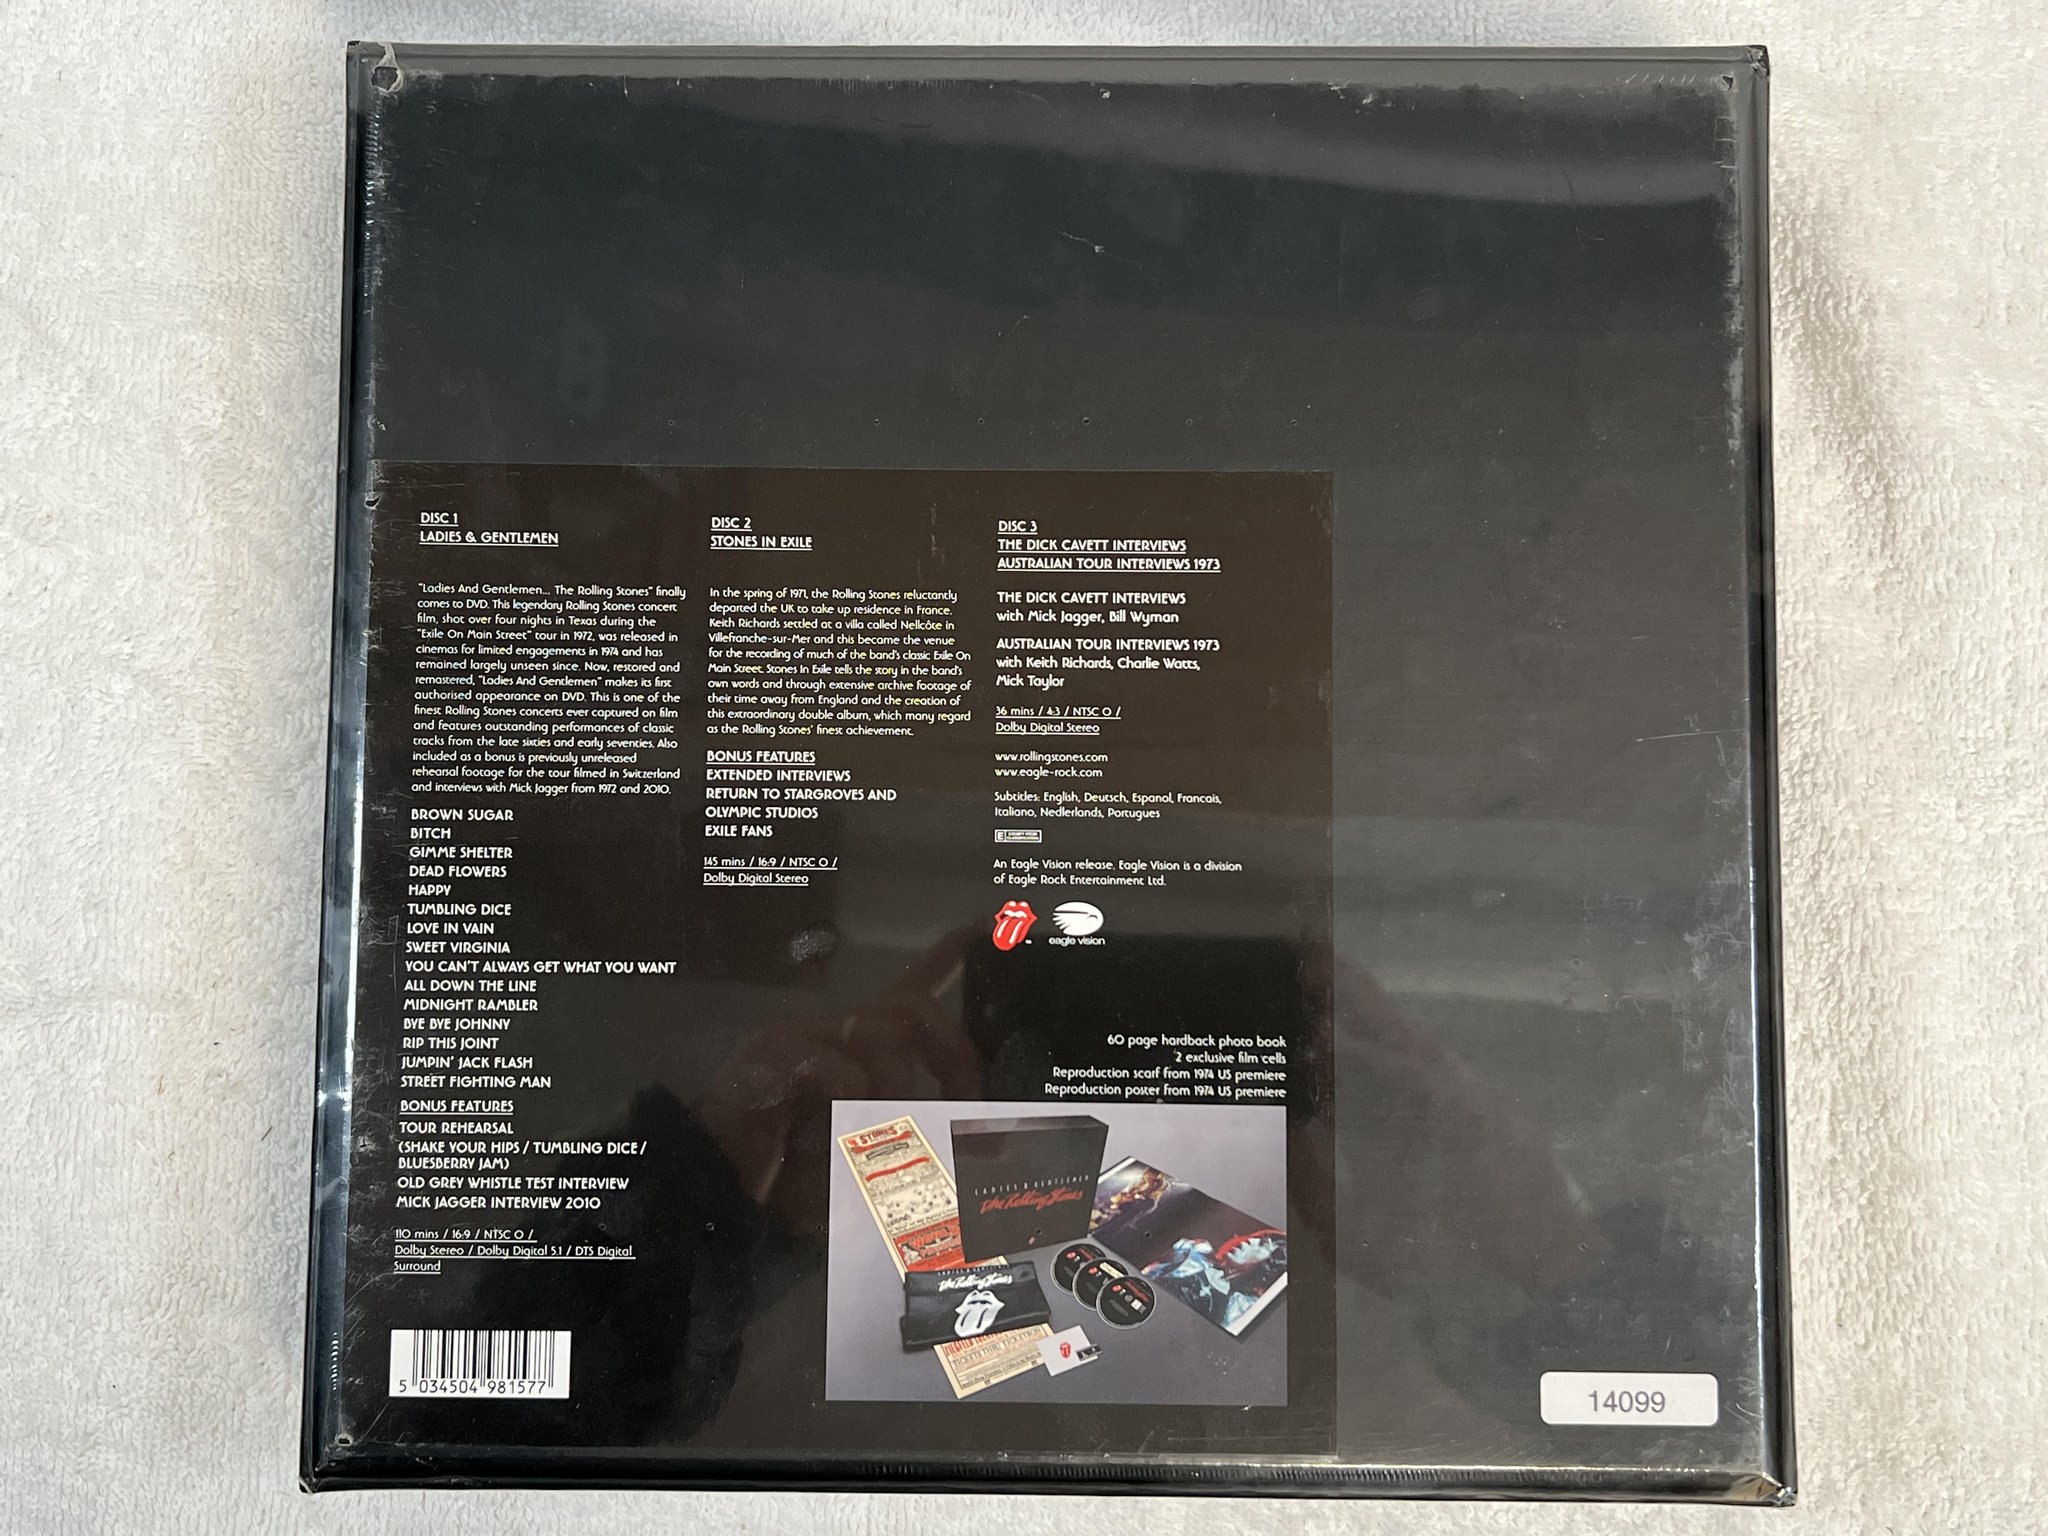 DISC 1
LADIES & GENTLEMEN
"Ladies And Gentlemen... The Rolling Stones" finally
comes to DVD. This legendary Rolling Stones concert
film, shot over four nights in Texas during the
"Exile On Main Street" tour in 1972, was released in
cinemas for limited engagements in 1974 and has
remained largely unseen since. Now, restored and
remastered, "Ladies And Gentlemen" makes its first
authorised appearance on DVD. This is one of the
finest Rolling Stones concerts ever captured on film
and features outstanding performances of classic
tracks from the late sixties and early seventies. Also
included as a bonus is previously unreleased
rehearsal footage for the tour filmed in Switzerland
and interviews with Mick Jagger from 1972 and 2010.
BROWN SUGAR
BITCH
GIMME SHELTER
DEAD FLOWERS
HAPPY
TUMBLING DICE
LOVE IN VAIN
SWEET VIRGINIA
YOU CAN'T ALWAYS GET WHAT YOU WANT
ALL DOWN THE LINE
MIDNIGHT RAMBLER
BYE BYE JOHNNY
RIP THIS JOINT
JUMPIN' JACK FLASH
STREET FIGHTING MAN
BONUS FEATURES
TOUR REHEARSAL
(SHAKE YOUR HIPS / TUMBLING DICE /
BLUESBERRY JAM)
OLD GREY WHISTLE TEST INTERVIEW
MICK JAGGER INTERVIEW 2010
110 mins / 16:9 / NTSC O /
Dolby Stereo / Dolby Digital 5.1 / DTS Digital
Surround
5 034504 981577
DISC 2
STONES IN EXILE
In the spring of 1971, the Rolling Stones reluctantly
departed the UK to take up residence in France.
Keith Richards settled at a villa called Nellcôte in
Villefranche-sur-Mer and this became the venue
for the recording of much of the band's classic Exile On
Main Street. Stones In Exile tells the story in the band's
own words and through extensive archive footage of
their time away from England and the creation of
this extraordinary double album, which many regard
as the Rolling Stones' finest achievement.
BONUS FEATURES
EXTENDED INTERVIEWS
RETURN TO STARGROVES AND
OLYMPIC STUDIOS
EXILE FANS
145 mins / 16:9 / NTSC O /
Dolby Digital Stereo
DISC 3
THE DICK CAVETT INTERVIEWS
AUSTRALIAN TOUR INTERVIEWS 1973
THE DICK CAVETT INTERVIEWS
with Mick Jagger, Bill Wyman
AUSTRALIAN TOUR INTERVIEWS 1973
with Keith Richards, Charlie Watts,
Mick Taylor
36 mins / 4:3 / NTSC O /
Dolby Digital Stereo
www.rollingstones.com
www.eagle-rock.com
Subtitles: English, Deutsch, Espanol, Francais,
Italiano, Nedlerlands, Portugues
E EXEMPT FROM
CLASSIFICATION
An Eagle Vision release. Eagle Vision is a division
of Eagle Rock Entertainment Ltd.
eagle vision
60 page hardback photo book
2 exclusive film cells
Reproduction scarf from 1974 US premiere
Reproduction poster from 1974 US premiere
STONES
LADIES & GENTLEMEN
The Rolling Stones
LADIES & GENTLEMEN
The Rolling Stones
14099